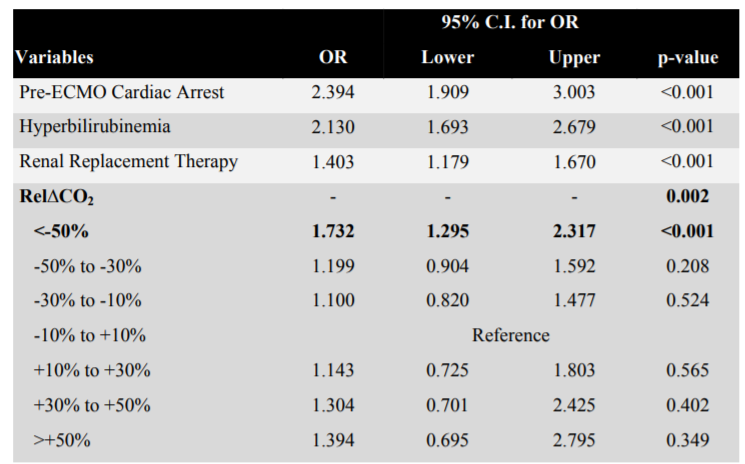 95% C.I. for OR
Variables OR Lower Upper p-value
Pre-ECMO Cardiac Arrest 2.394 1.909 3.003 <0.001
Hyperbilirubinemia 2.130 1.693 2.679 <0.001
Renal Replacement Therapy 1.403 1.179 1.670 <0.001
RelΔCO₂ - - - 0.002
<-50% 1.732 1.295 2.317 <0.001
-50% to -30% 1.199 0.904 1.592 0.208
-30% to -10% 1.100 0.820 1.477 0.524
-10% to +10% Reference
+10% to +30% 1.143 0.725 1.803 0.565
+30% to +50% 1.304 0.701 2.425 0.402
>+50% 1.394 0.695 2.795 0.349